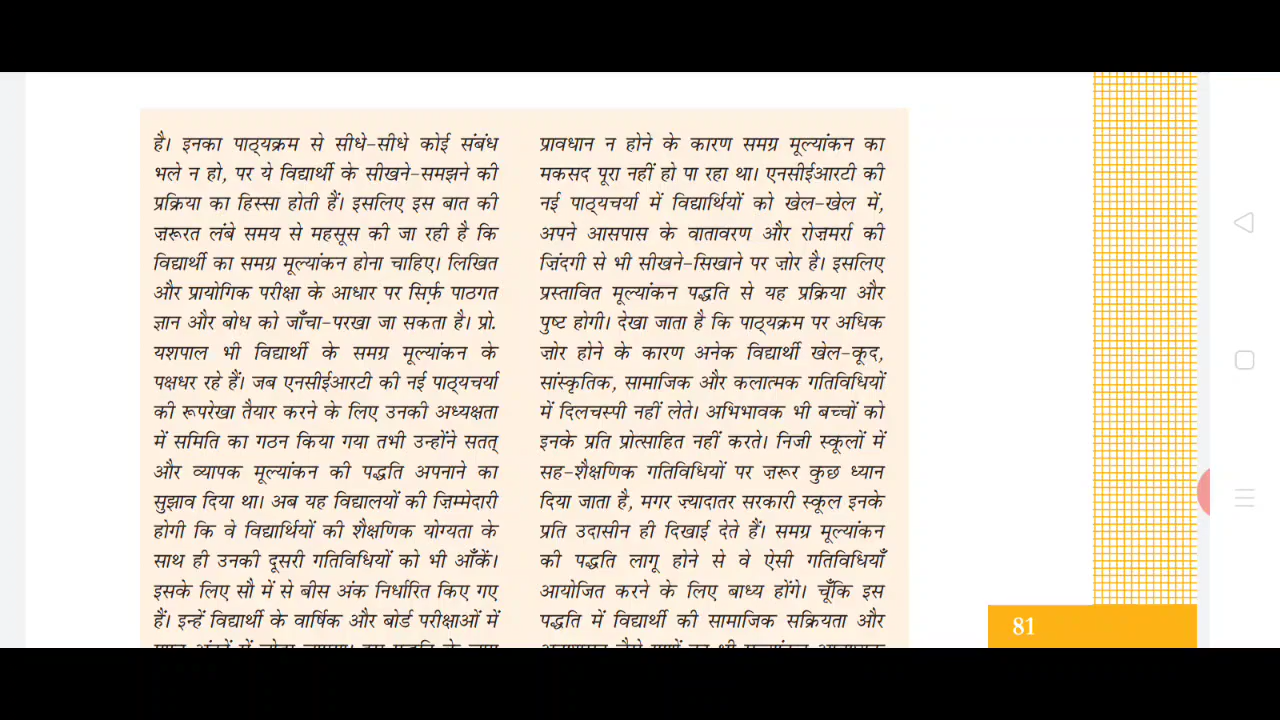 है। इनका पाठ्यक्रम से सीधे-सीधे कोई संबंध
भले न हो, पर ये विद्यार्थी के सीखने-समझने की
प्रक्रिया का हिस्सा होती हैं। इसलिए इस बात की
ज़रूरत लंबे समय से महसूस की जा रही है कि
विद्यार्थी का समग्र मूल्यांकन होना चाहिए। लिखित
और प्रायोगिक परीक्षा के आधार पर सिर्फ़ पाठगत
ज्ञान और बोध को जाँचा-परखा जा सकता है। प्रो.
यशपाल भी विद्यार्थी के समग्र मूल्यांकन के
पक्षधर रहे हैं। जब एनसीईआरटी की नई पाठ्यचर्या
की रूपरेखा तैयार करने के लिए उनकी अध्यक्षता
में समिति का गठन किया गया तभी उन्होंने सतत्
और व्यापक मूल्यांकन की पद्धति अपनाने का
सुझाव दिया था। अब यह विद्यालयों की ज़िम्मेदारी
होगी कि वे विद्यार्थियों की शैक्षणिक योग्यता के
साथ ही उनकी दूसरी गतिविधियों को भी आँकें।
इसके लिए सौ में से बीस अंक निर्धारित किए गए
हैं। इन्हें विद्यार्थी के वार्षिक और बोर्ड परीक्षाओं में
प्रावधान न होने के कारण समग्र मूल्यांकन का
मकसद पूरा नहीं हो पा रहा था। एनसीईआरटी की
नई पाठ्यचर्या में विद्यार्थियों को खेल-खेल में,
अपने आसपास के वातावरण और रोज़मर्रा की
ज़िंदगी से भी सीखने-सिखाने पर ज़ोर है। इसलिए
प्रस्तावित मूल्यांकन पद्धति से यह प्रक्रिया और
पुष्ट होगी। देखा जाता है कि पाठ्यक्रम पर अधिक
ज़ोर होने के कारण अनेक विद्यार्थी खेल-कूद,
सांस्कृतिक, सामाजिक और कलात्मक गतिविधियों
में दिलचस्पी नहीं लेते। अभिभावक भी बच्चों को
इनके प्रति प्रोत्साहित नहीं करते। निजी स्कूलों में
सह-शैक्षणिक गतिविधियों पर ज़रूर कुछ ध्यान
दिया जाता है, मगर ज़्यादातर सरकारी स्कूल इनके
प्रति उदासीन ही दिखाई देते हैं। समग्र मूल्यांकन
की पद्धति लागू होने से वे ऐसी गतिविधियाँ
आयोजित करने के लिए बाध्य होंगे। चूँकि इस
पद्धति में विद्यार्थी की सामाजिक सक्रियता और
81